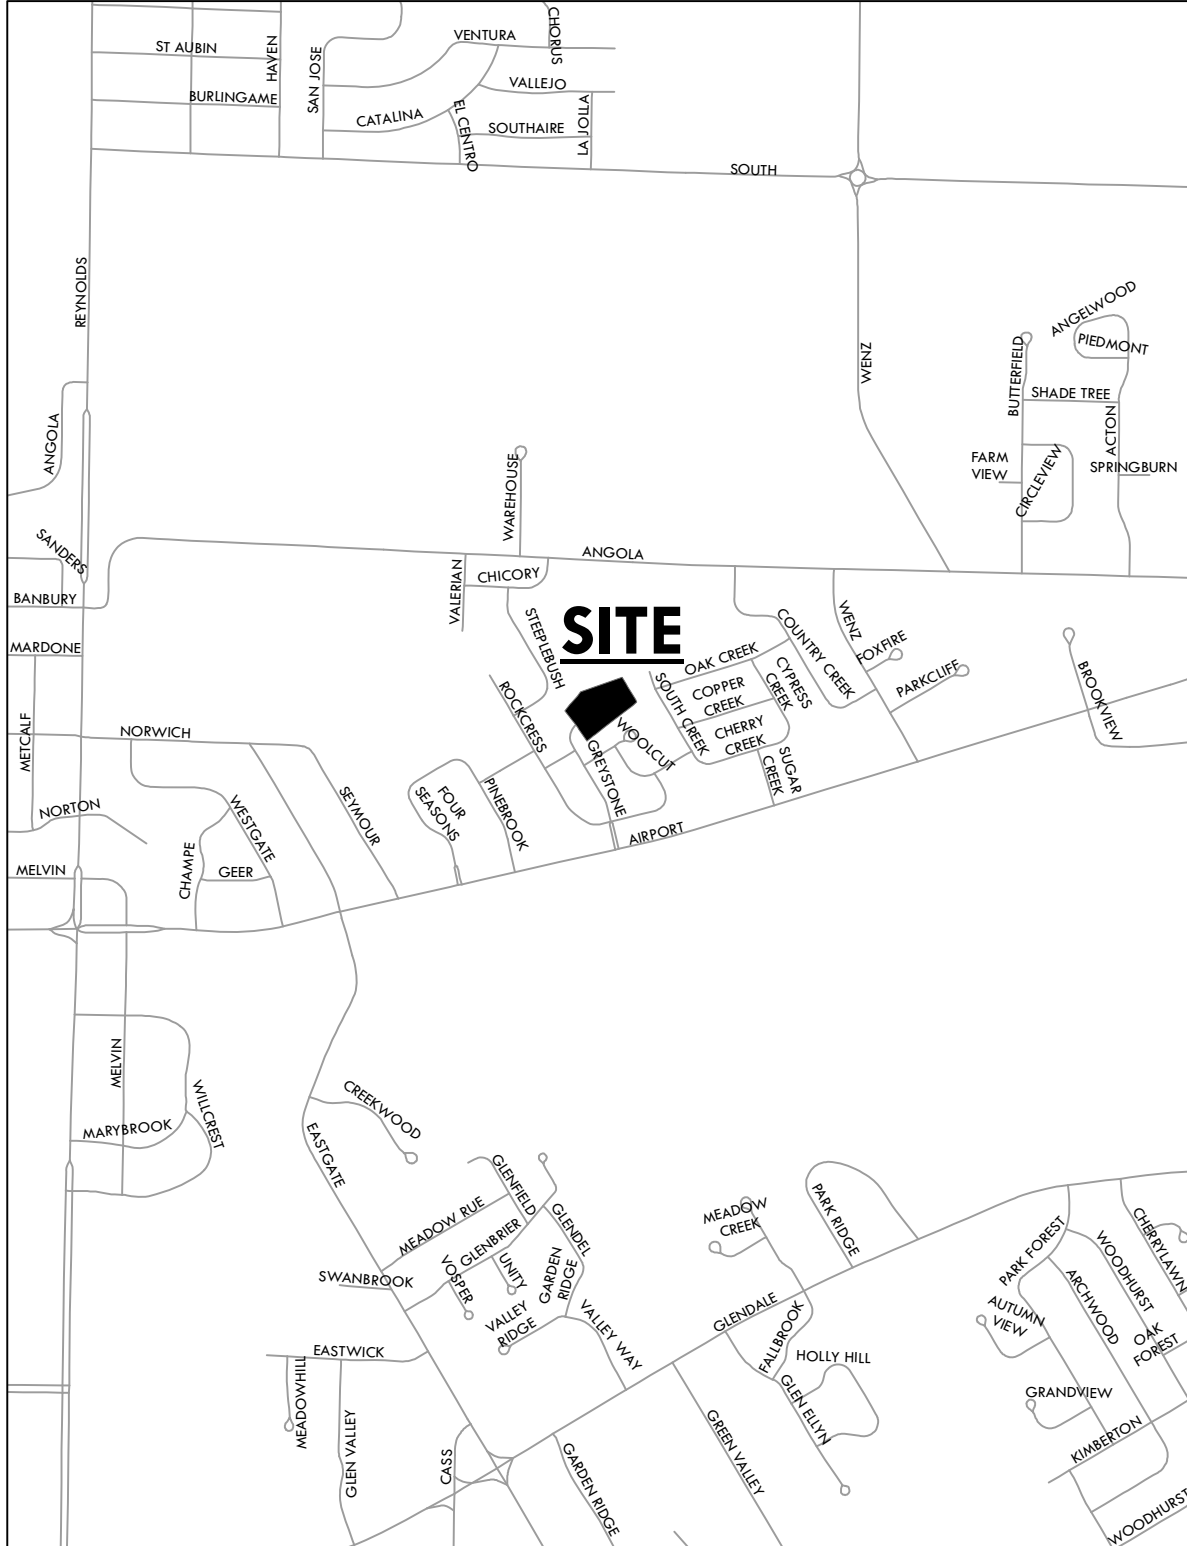 CHORUS
VENTURA
ST AUBIN
HAVEN
SAN JOSE
VALLEJO
BURLINGAME
CATALINA
EL CENTRO
SOUTHAIRE
LA JOLLA
SOUTH
REYNOLDS
ANGELWOOD
PIEDMONT
WENZ
BUTTERFIELD
SHADE TREE
ACTON
ANGOLA
FARM
VIEW
CIRCLEVIEW
SPRINGBURN
WAREHOUSE
SANDERS
ANGOLA
VALERIAN
CHICORY
BANBURY
STEEPLEBUSH
SITE
COUNTRY CREEK
WENZ
FOXFIRE
MARDONE
OAK CREEK
CYPRESS
CREEK
PARKCLIFF
BROOKVIEW
ROCKCRESS
SOUTH CREEK
COPPER
CREEK
METCALF
NORWICH
WOOLCUT
CHERRY
CREEK
GREYSTONE
SUGAR
CREEK
SEYMOUR
FOUR
SEASONS
PINEBROOK
NORTON
WESTGATE
AIRPORT
MELVIN
CHAMPE
GEER
MELVIN
WILLCREST
MARYBROOK
CREEKWOOD
EASTGATE
GLENFIELD
MEADOW RUE
GLENBRIER
GLENDEL
MEADOW
CREEK
PARK RIDGE
PARK FOREST
CHERRYLAWN
WOODHURST
SWANBROOK
VOSPER
UNITY
GARDEN
RIDGE
VALLEY
RIDGE
VALLEY WAY
GLENDALE
FALLBROOK
ARCHWOOD
AUTUMN
VIEW
OAK
FOREST
EASTWICK
HOLLY HILL
MEADOWHILL
GLEN VALLEY
GLEN ELLYN
GRANDVIEW
GREEN VALLEY
KIMBERTON
CASS
GARDEN RIDGE
WOODHURST